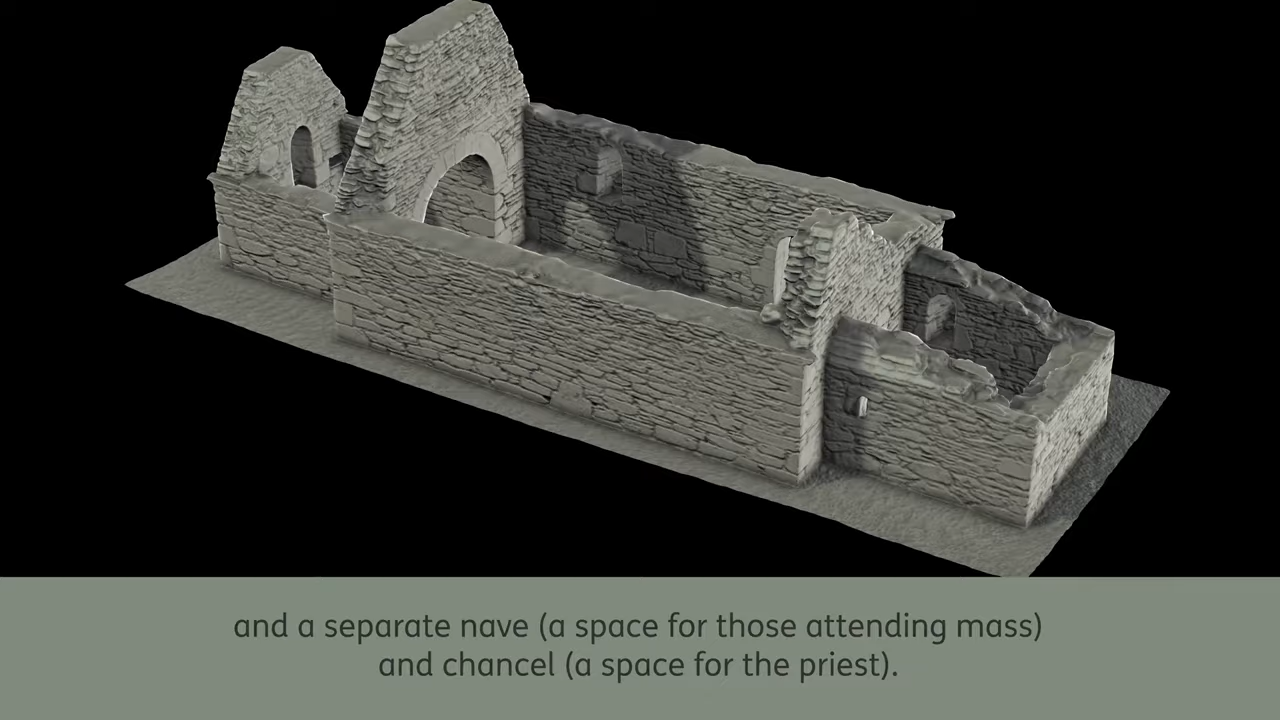 and a separate nave (a space for those attending mass)
and chancel (a space for the priest).